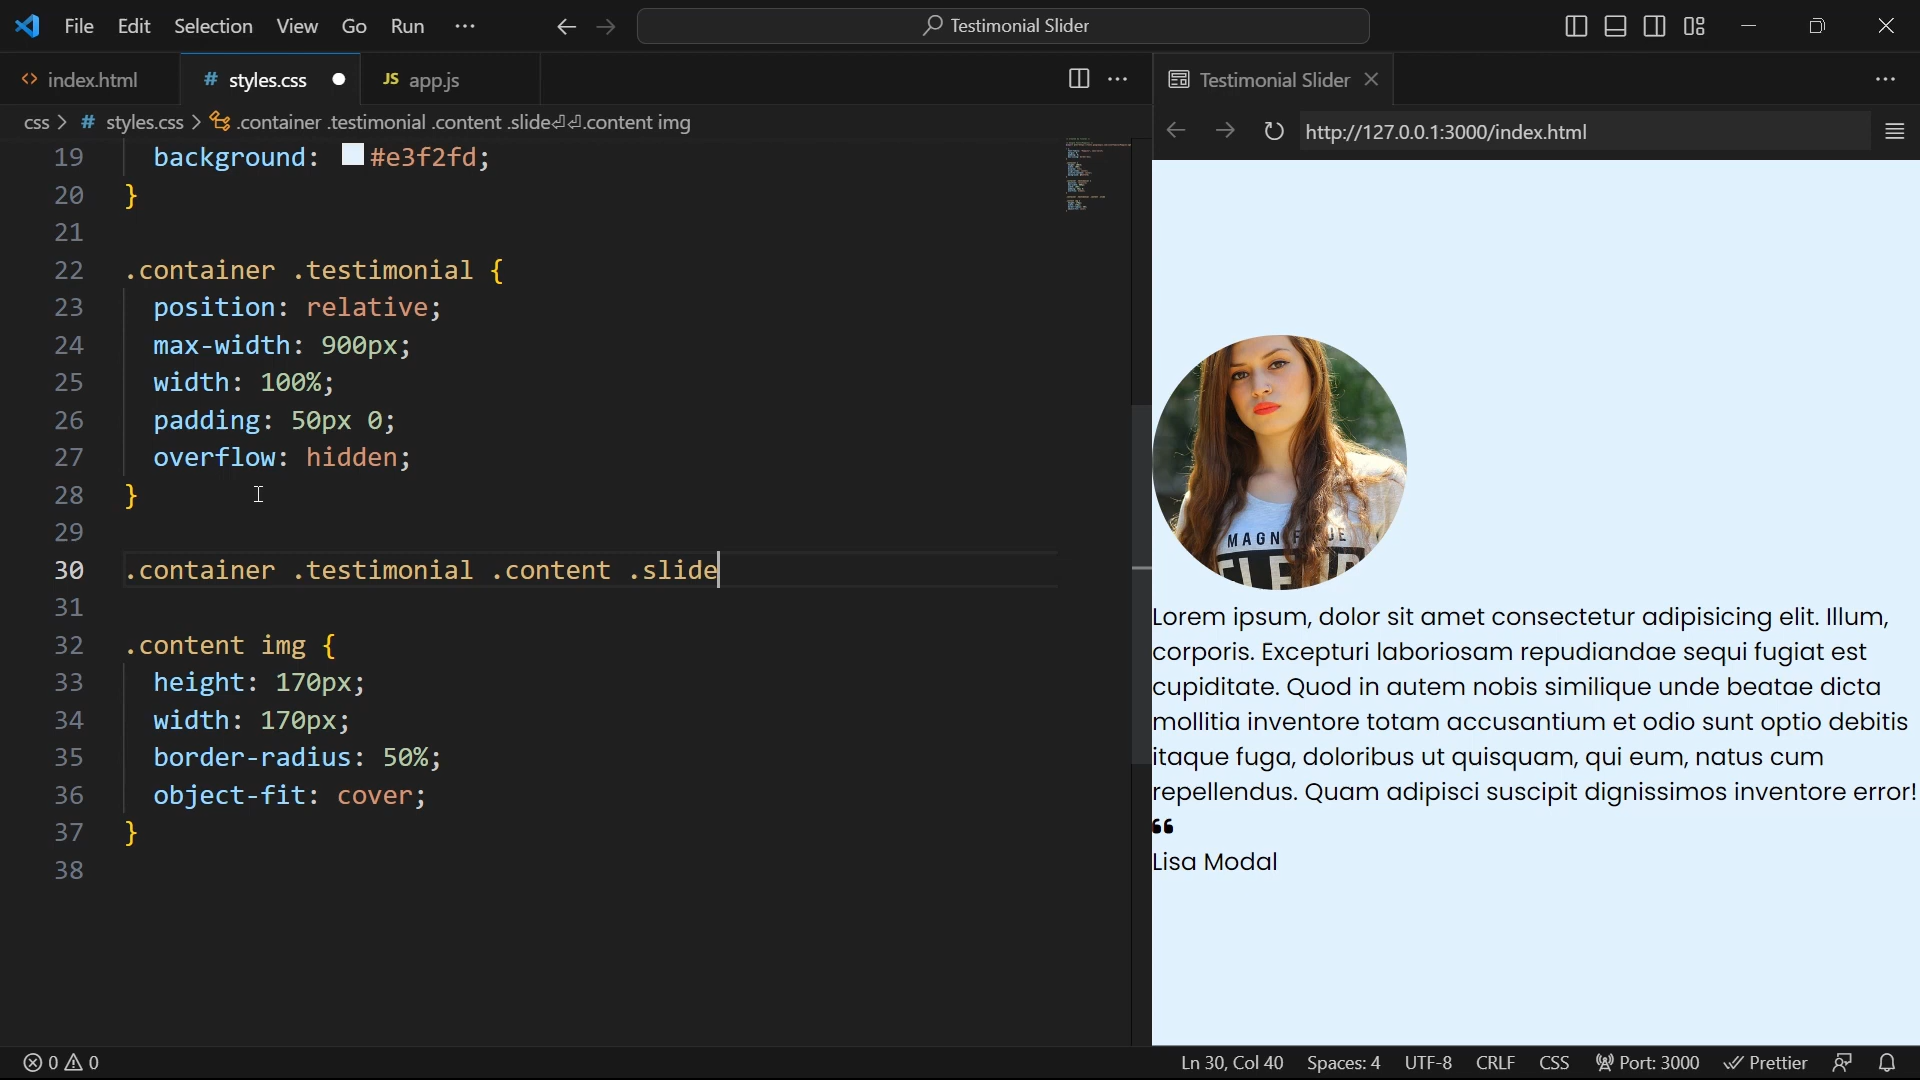 File Edit Selection View Go Run ···
Testimonial Slider
<> index.html
# styles.css
JS app.js
Testimonial Slider
css > # styles.css > .container .testimonial .content .slide⏎⏎.content img
http://127.0.0.1:3000/index.html
19 background: #e3f2fd;
20 }
21
22 .container .testimonial {
23 position: relative;
24 max-width: 900px;
25 width: 100%;
26 padding: 50px 0;
27 overflow: hidden;
28 }
29
30 .container .testimonial .content .slide
31
32 .content img {
33 height: 170px;
34 width: 170px;
35 border-radius: 50%;
36 object-fit: cover;
37 }
38
Lorem ipsum, dolor sit amet consectetur adipisicing elit. Illum,
corporis. Excepturi laboriosam repudiandae sequi fugiat est
cupiditate. Quod in autem nobis similique unde beatae dicta
mollitia inventore totam accusantium et odio sunt optio debitis
itaque fuga, doloribus ut quisquam, qui eum, natus cum
repellendus. Quam adipisci suscipit dignissimos inventore error!
“
Lisa Modal
0 0
Ln 30, Col 40 Spaces: 4 UTF-8 CRLF CSS Port: 3000 Prettier